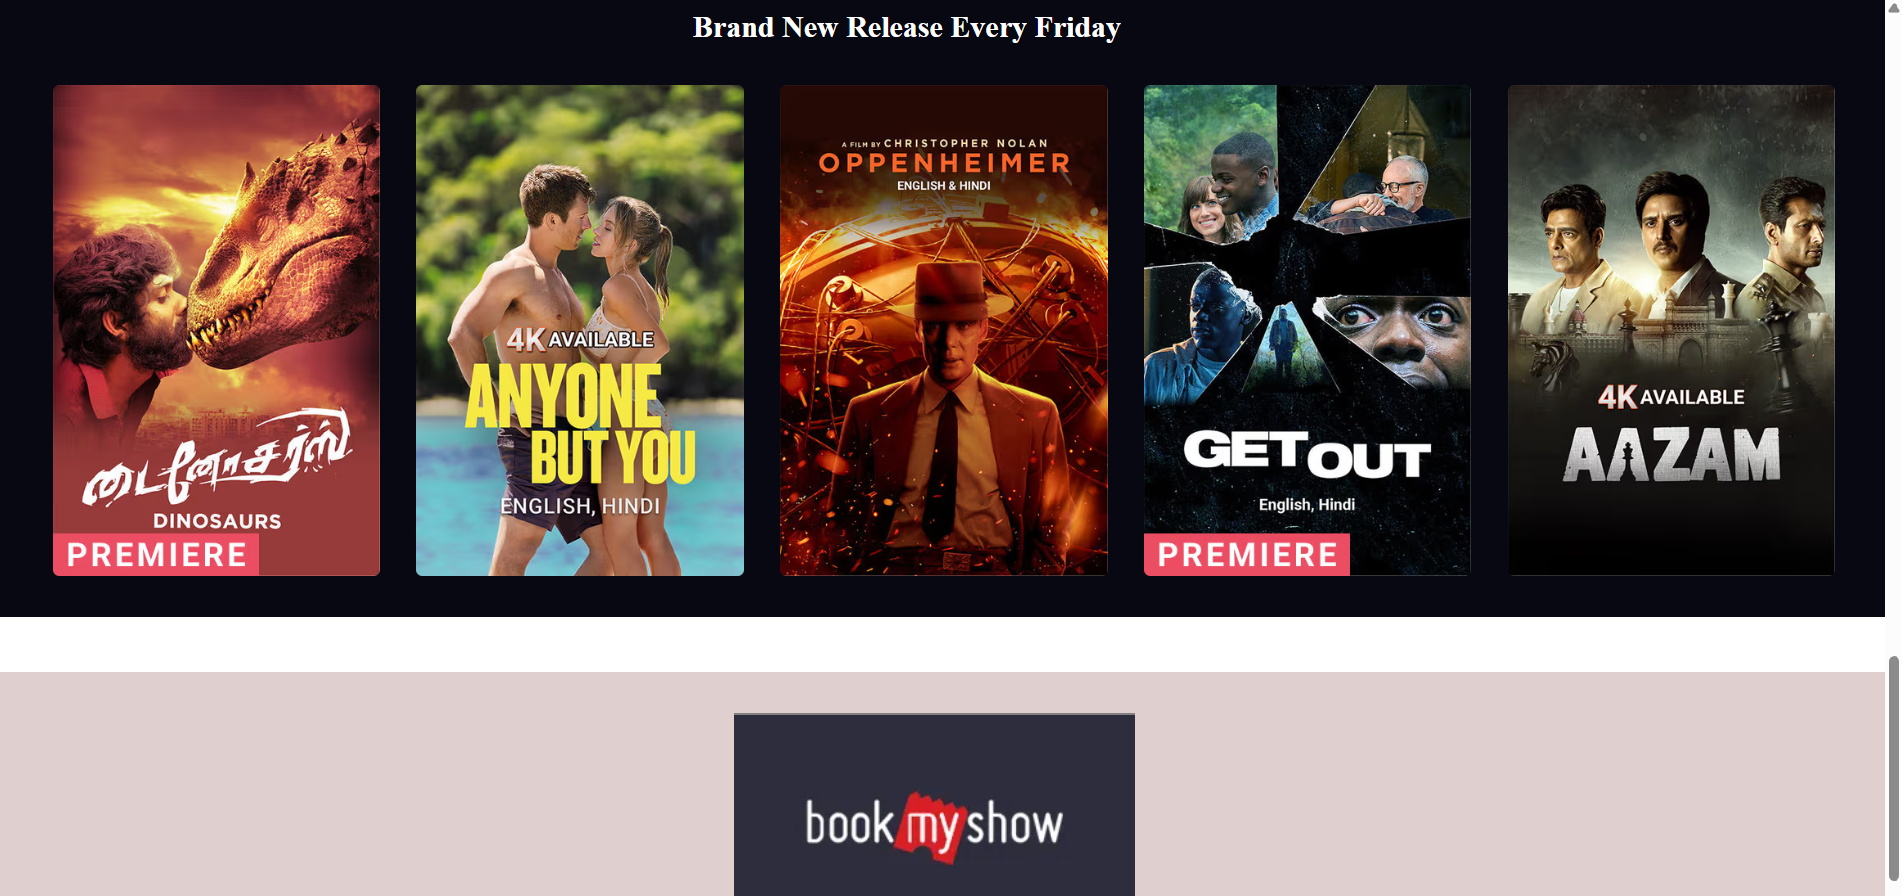 Brand New Release Every Friday
டைனோசர்ஸ்
DINOSAURS
PREMIERE
4K AVAILABLE
ANYONE
BUT YOU
ENGLISH, HINDI
A FILM BY CHRISTOPHER NOLAN
OPPENHEIMER
ENGLISH & HINDI
GET OUT
English, Hindi
PREMIERE
4K AVAILABLE
AAZAM
book my show